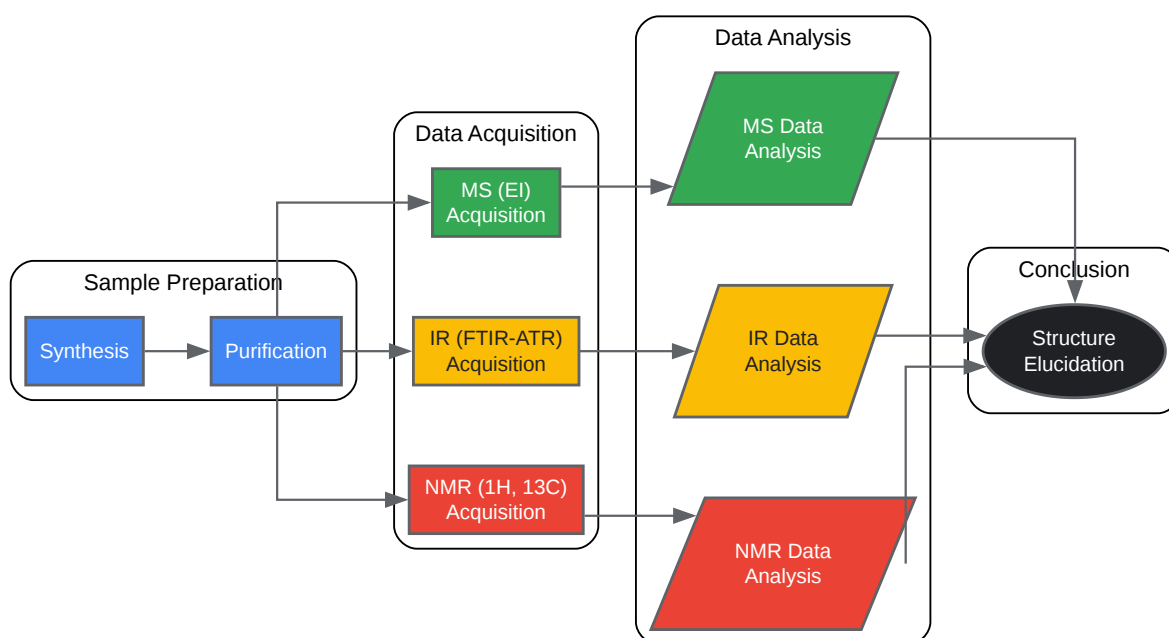 Data Analysis
MS Data
Analysis
Data Acquisition
MS (EI)
Acquisition
Sample Preparation
Conclusion
Synthesis
Purification
IR (FTIR-ATR)
Acquisition
IR Data
Analysis
Structure
Elucidation
NMR (1H, 13C)
Acquisition
NMR Data
Analysis